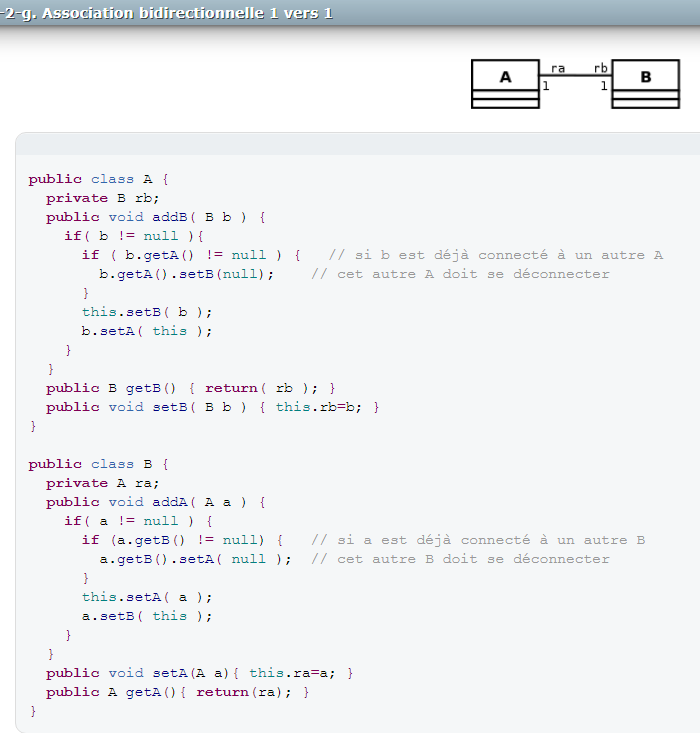 -2-g. Association bidirectionnelle 1 vers 1
A ra rb B
1 1
public class A {
private B rb;
public void addB( B b ) {
if( b != null ){
if ( b.getA() != null ) { // si b est déjà connecté à un autre A
b.getA().setB(null); // cet autre A doit se déconnecter
}
this.setB( b );
b.setA( this );
}
}
public B getB() { return( rb ); }
public void setB( B b ) { this.rb=b; }
}
public class B {
private A ra;
public void addA( A a ) {
if( a != null ) {
if (a.getB() != null) { // si a est déjà connecté à un autre B
a.getB().setA( null ); // cet autre B doit se déconnecter
}
this.setA( a );
a.setB( this );
}
}
public void setA(A a){ this.ra=a; }
public A getA(){ return(ra); }
}